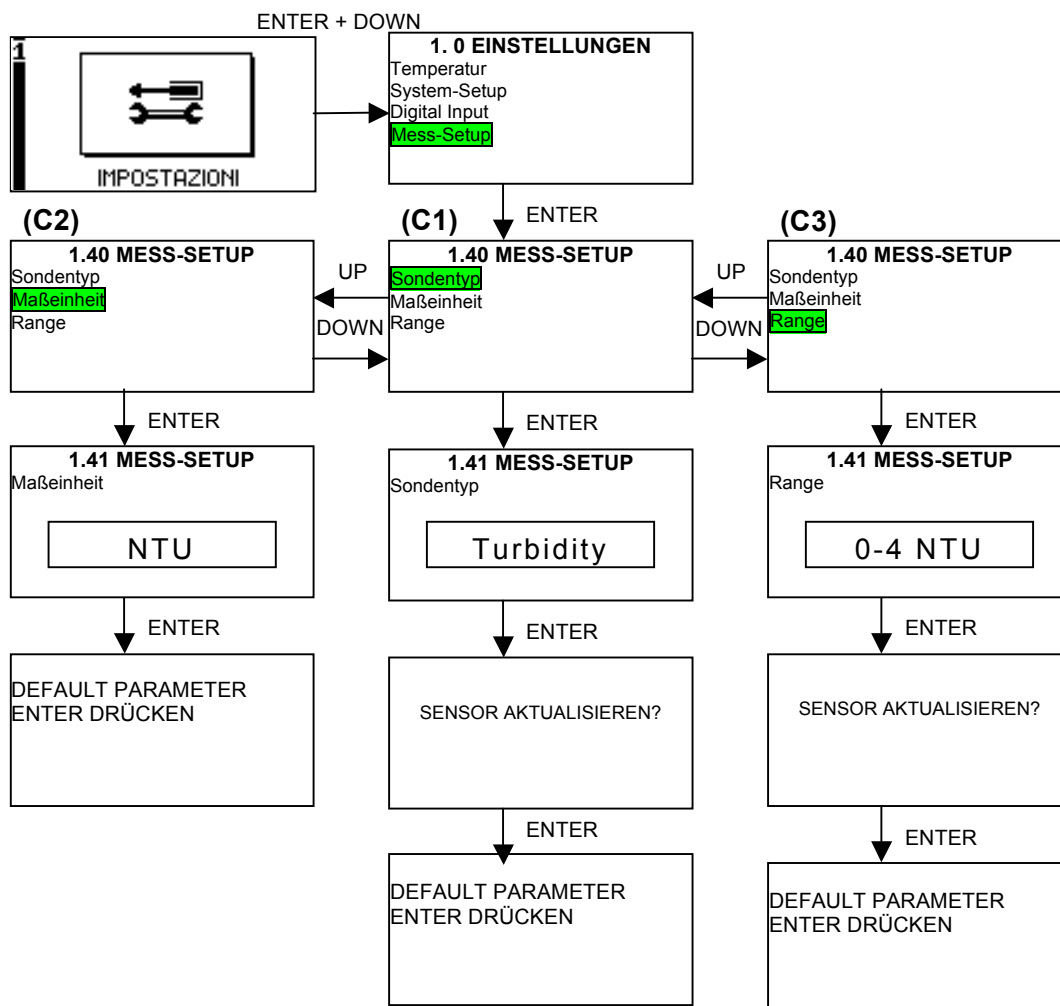 ENTER + DOWN
1
IMPOSTAZIONI
1. 0 EINSTELLUNGEN
Temperatur
System-Setup
Digital Input
Mess-Setup
ENTER
(C2)
1.40 MESS-SETUP
Sondentyp
Maßeinheit
Range
UP
DOWN
(C1)
1.40 MESS-SETUP
Sondentyp
Maßeinheit
Range
UP
DOWN
(C3)
1.40 MESS-SETUP
Sondentyp
Maßeinheit
Range
ENTER
ENTER
ENTER
1.41 MESS-SETUP
Maßeinheit
NTU
1.41 MESS-SETUP
Sondentyp
Turbidity
1.41 MESS-SETUP
Range
0-4 NTU
ENTER
ENTER
ENTER
DEFAULT PARAMETER
ENTER DRÜCKEN
SENSOR AKTUALISIEREN?
SENSOR AKTUALISIEREN?
ENTER
ENTER
DEFAULT PARAMETER
ENTER DRÜCKEN
DEFAULT PARAMETER
ENTER DRÜCKEN